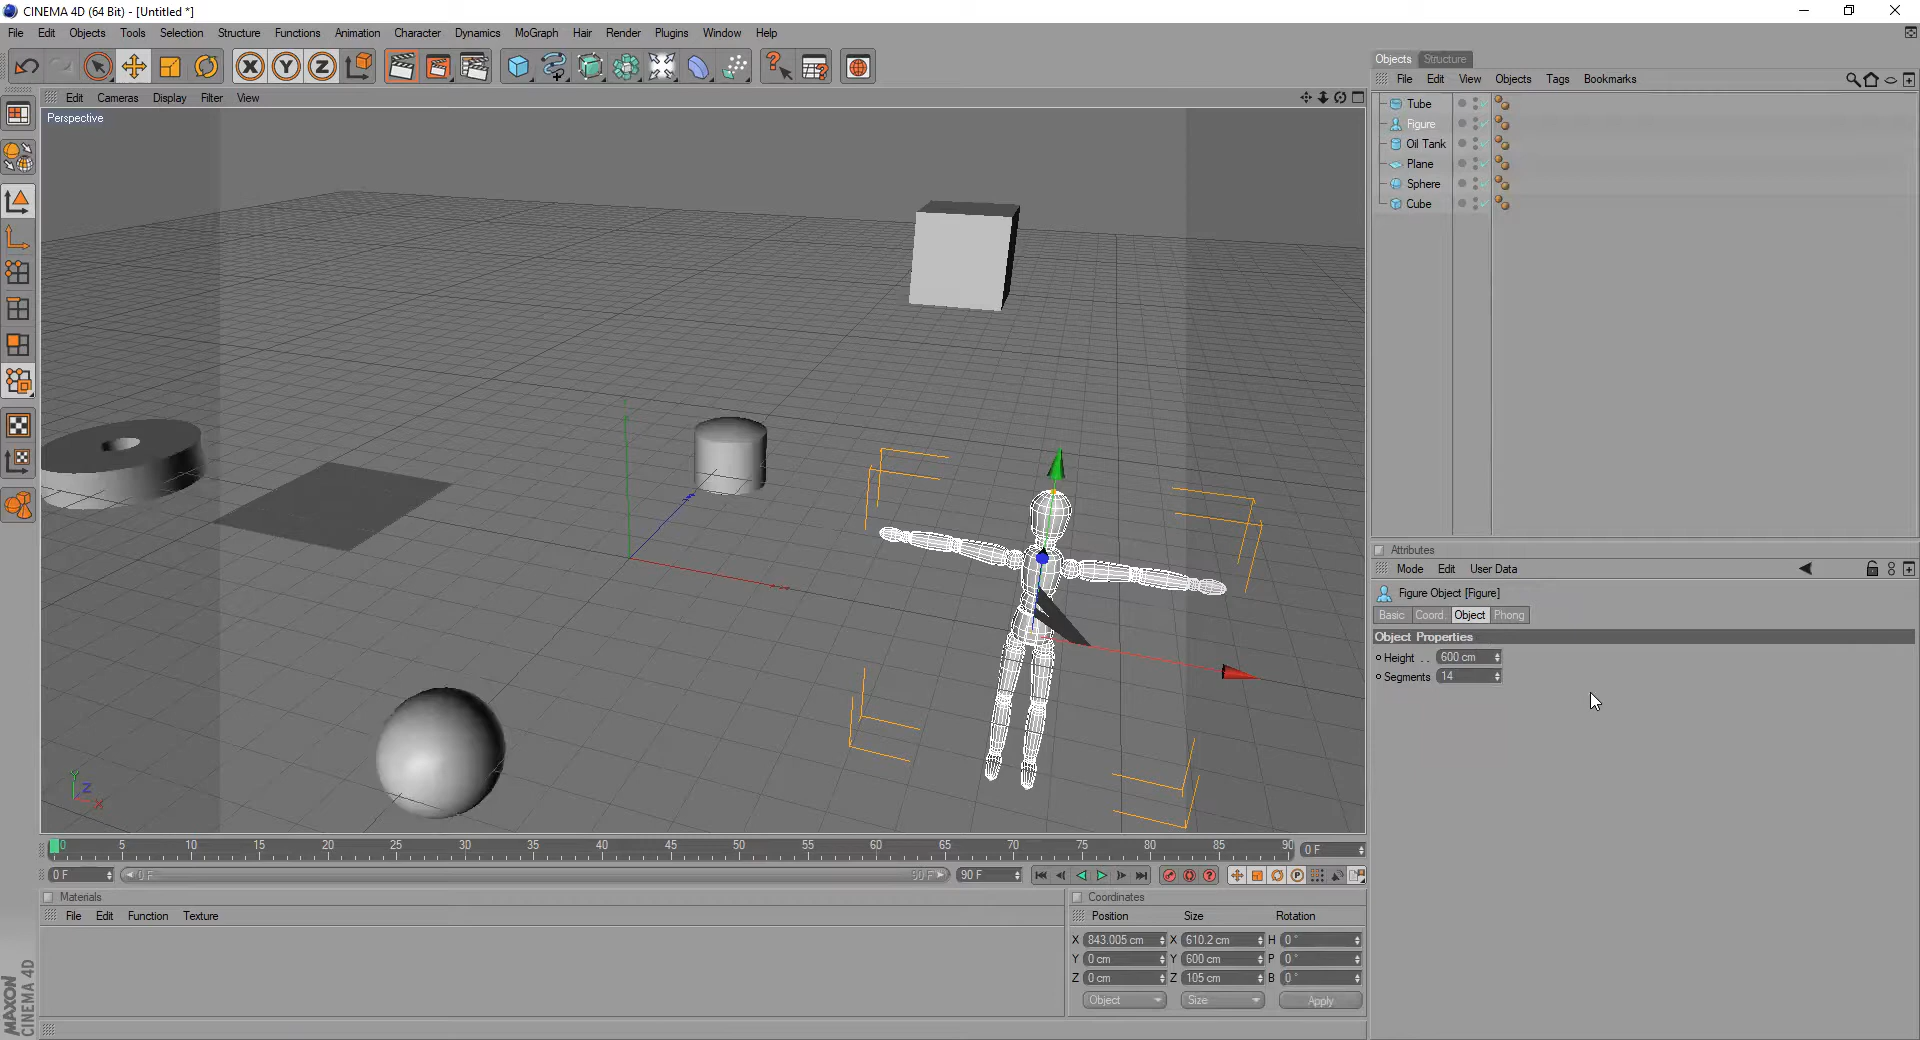 CINEMA 4D (64 Bit) - [Untitled *]
File Edit Objects Tools Selection Structure Functions Animation Character Dynamics MoGraph Hair Render Plugins Window Help
Objects Structure
File Edit View Objects Tags Bookmarks
Edit Cameras Display Filter View
Perspective
Tube
Figure
Oil Tank
Plane
Sphere
Cube
Attributes
Mode Edit User Data
Figure Object [Figure]
Basic Coord. Object Phong
Object Properties
Height . . 600 cm
Segments 14
Y
Z
X
0 5 10 15 20 25 30 35 40 45 50 55 60 65 70 75 80 85 90 0 F
0 F 0 F 90 F 90 F
Materials
File Edit Function Texture
Coordinates
Position Size Rotation
X 843.005 cm X 610.2 cm H 0 °
Y 0 cm Y 600 cm P 0 °
Z 0 cm Z 105 cm B 0 °
Object Size Apply
MAXON
CINEMA 4D